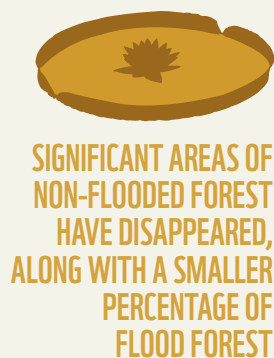 SIGNIFICANT AREAS OF
NON-FLOODED FOREST
HAVE DISAPPEARED,
ALONG WITH A SMALLER
PERCENTAGE OF
FLOOD FOREST